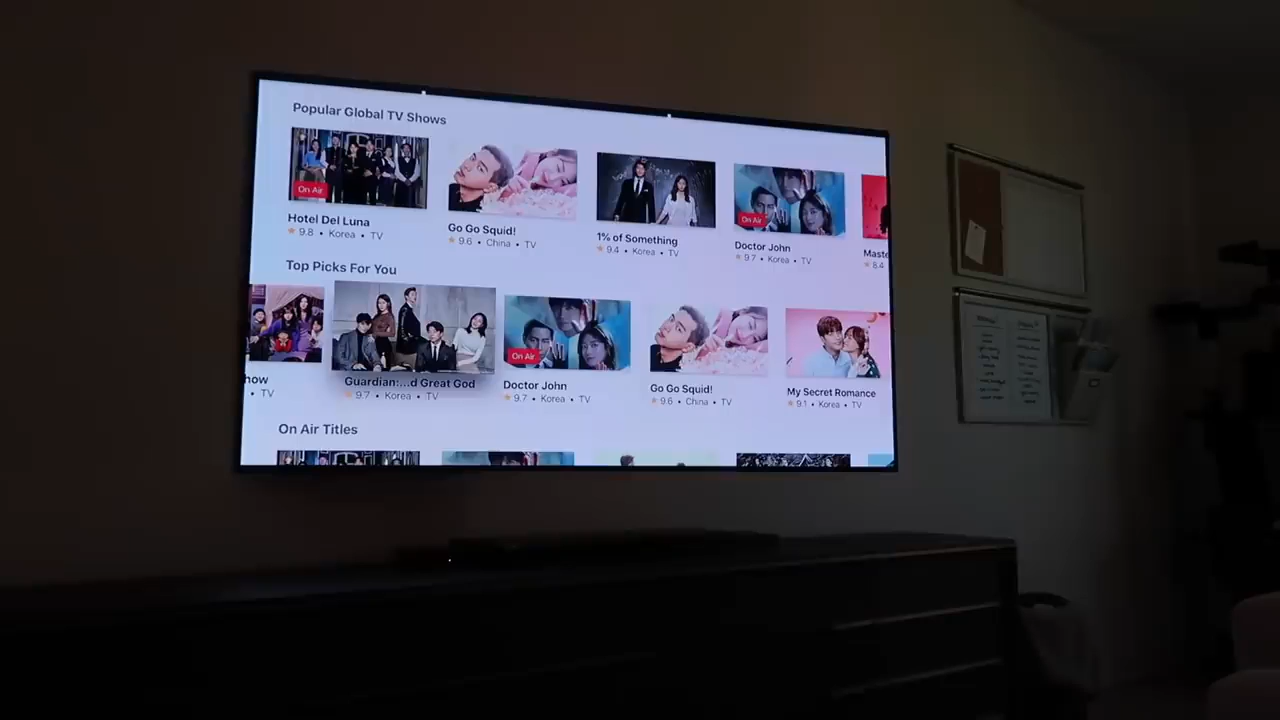 Popular Global TV Shows
On Air
Hotel Del Luna
9.8 • Korea • TV
Go Go Squid!
9.6 • China • TV
1% of Something
9.4 • Korea • TV
On Air
Doctor John
9.7 • Korea • TV
Maste
8.4
Top Picks For You
how
• TV
Guardian:...d Great God
9.7 • Korea • TV
On Air
Doctor John
9.7 • Korea • TV
Go Go Squid!
9.6 • China • TV
My Secret Romance
9.1 • Korea • TV
On Air Titles